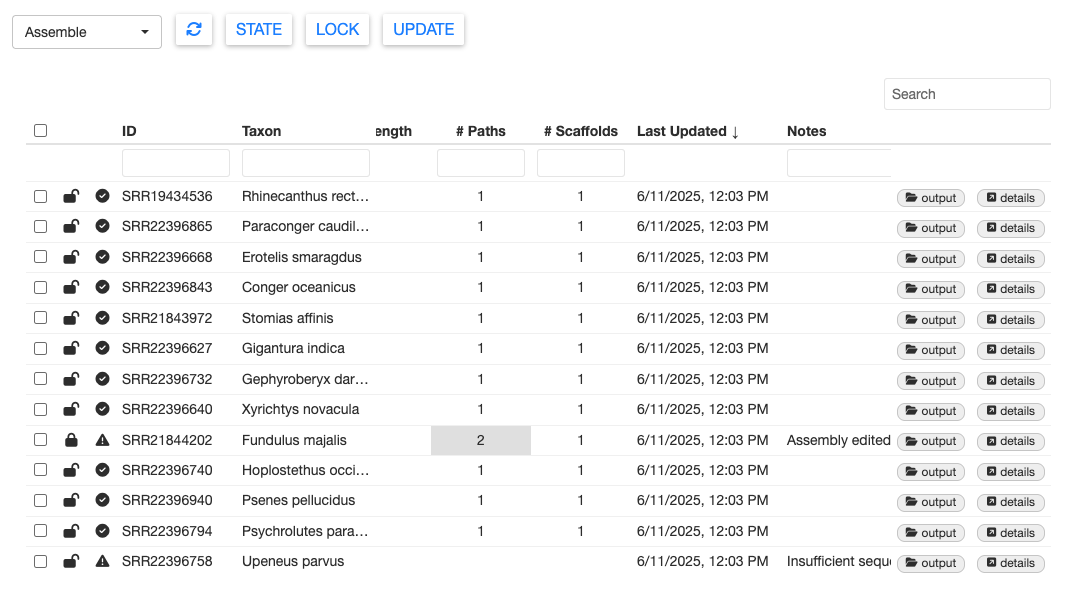 Assemble STATE LOCK UPDATE
Search
ID Taxon ength # Paths # Scaffolds Last Updated ↓ Notes
SRR19434536 Rhinecanthus rect… 1 1 6/11/2025, 12:03 PM output details
SRR22396865 Paraconger caudil… 1 1 6/11/2025, 12:03 PM output details
SRR22396668 Erotelis smaragdus 1 1 6/11/2025, 12:03 PM output details
SRR22396843 Conger oceanicus 1 1 6/11/2025, 12:03 PM output details
SRR21843972 Stomias affinis 1 1 6/11/2025, 12:03 PM output details
SRR22396627 Gigantura indica 1 1 6/11/2025, 12:03 PM output details
SRR22396732 Gephyroberyx dar… 1 1 6/11/2025, 12:03 PM output details
SRR22396640 Xyrichtys novacula 1 1 6/11/2025, 12:03 PM output details
SRR21844202 Fundulus majalis 2 1 6/11/2025, 12:03 PM Assembly edited output details
SRR22396740 Hoplostethus occi… 1 1 6/11/2025, 12:03 PM output details
SRR22396940 Psenes pellucidus 1 1 6/11/2025, 12:03 PM output details
SRR22396794 Psychrolutes para… 1 1 6/11/2025, 12:03 PM output details
SRR22396758 Upeneus parvus 6/11/2025, 12:03 PM Insufficient sequ output details